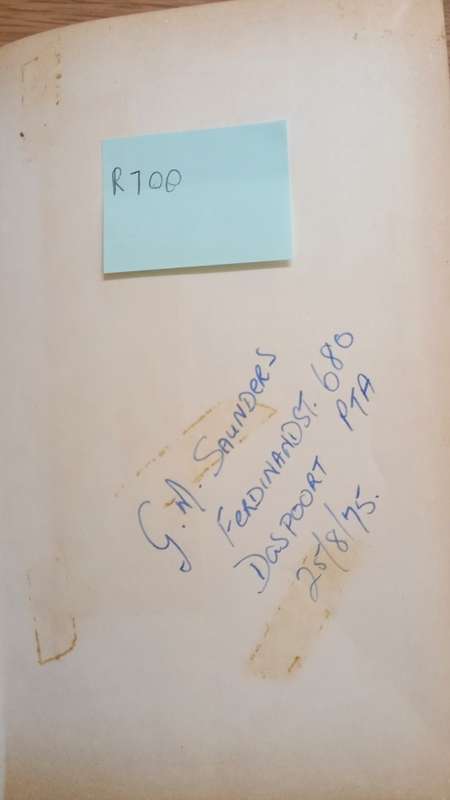 R700
G.M. SAUNDERS
FERDINANDST. 680
DASPOORT PTA
25/8/75.